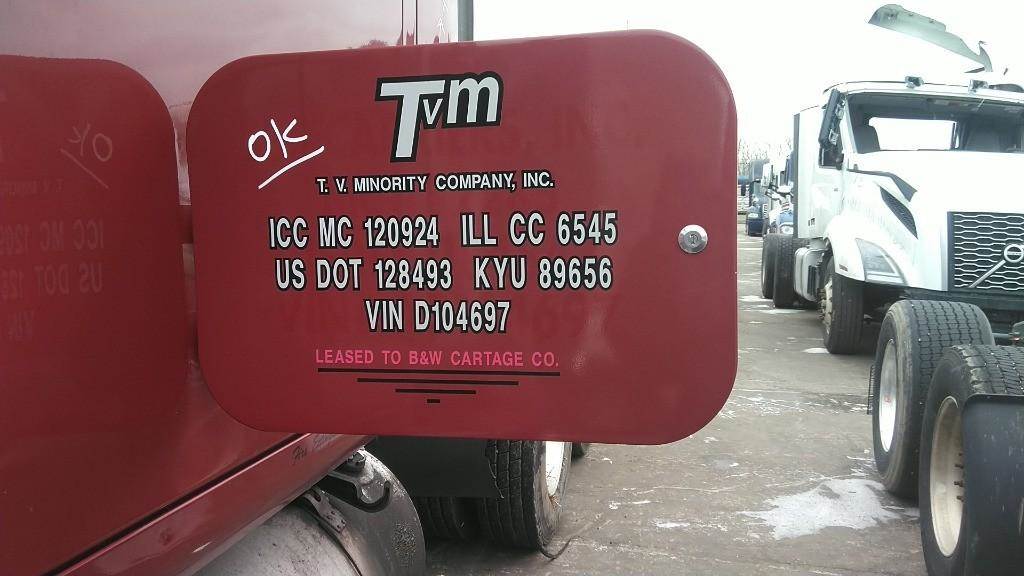 TVM
OK
T. V. MINORITY COMPANY, INC.
ICC MC 120924 ILL CC 6545
US DOT 128493 KYU 89656
VIN D104697
LEASED TO B&W CARTAGE CO.